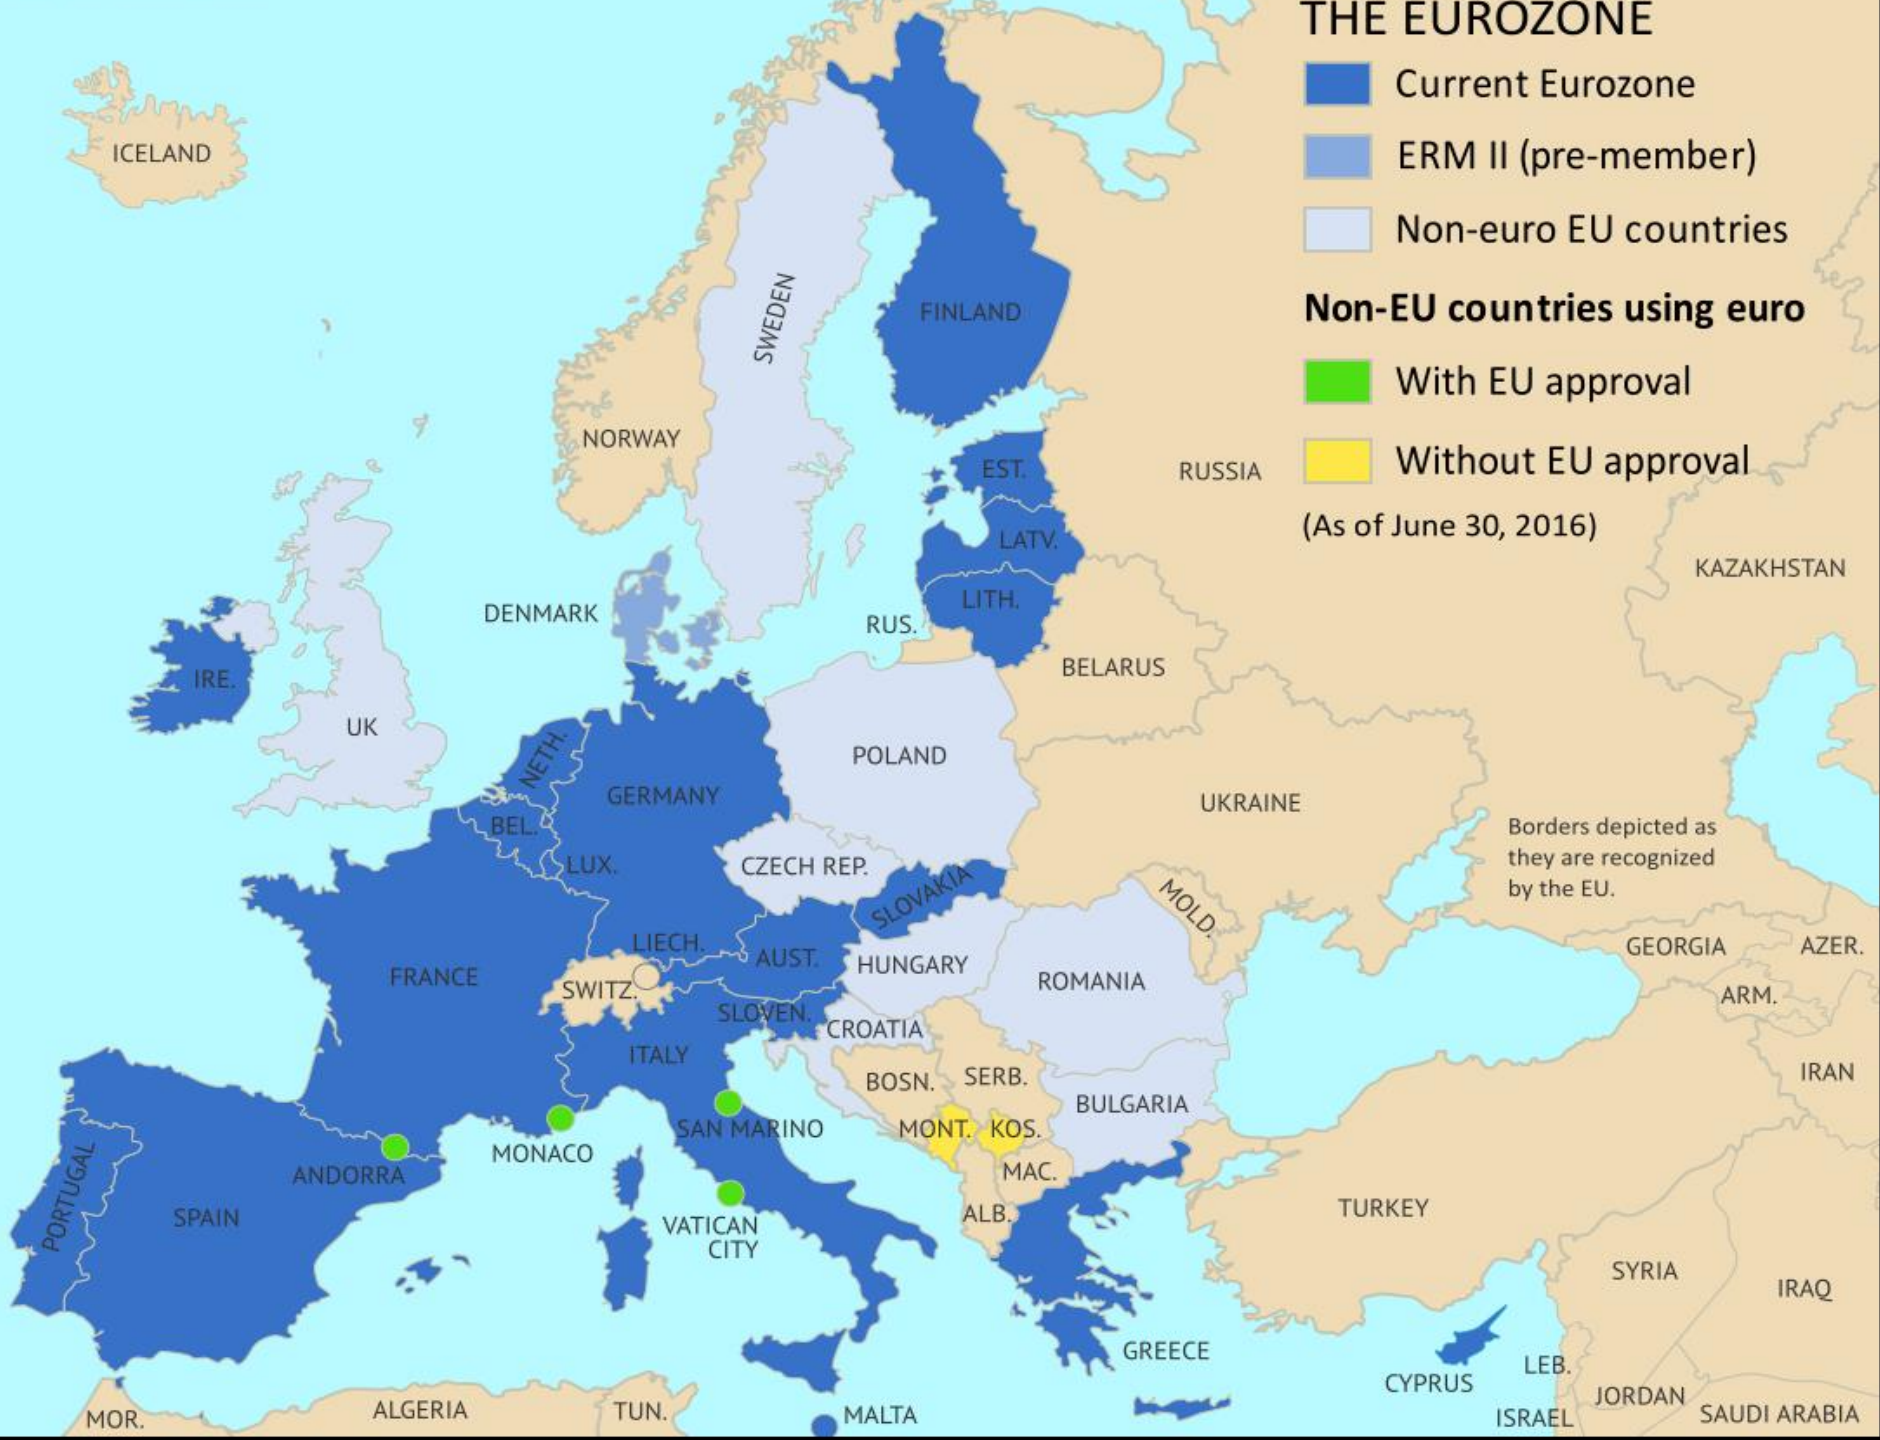 THE EUROZONE
Current Eurozone
ERM II (pre-member)
Non-euro EU countries
Non-EU countries using euro
With EU approval
Without EU approval
(As of June 30, 2016)
ICELAND
SWEDEN
FINLAND
NORWAY
RUSSIA
EST.
LATV.
LITH.
KAZAKHSTAN
DENMARK
RUS.
BELARUS
IRE.
UK
NETH.
POLAND
GERMANY
UKRAINE
BEL.
LUX.
CZECH REP.
SLOVAKIA
Borders depicted as
they are recognized
by the EU.
MOLD.
LIECH.
AUST.
HUNGARY
FRANCE
SWITZ.
ROMANIA
GEORGIA
AZER.
ARM.
SLOVEN.
CROATIA
ITALY
BOSN.
SERB.
IRAN
BULGARIA
SAN MARINO
MONT.
KOS.
MONACO
ANDORRA
MAC.
PORTUGAL
SPAIN
VATICAN
CITY
ALB.
TURKEY
SYRIA
IRAQ
GREECE
CYPRUS
LEB.
JORDAN
ISRAEL
SAUDI ARABIA
MOR.
ALGERIA
TUN.
MALTA